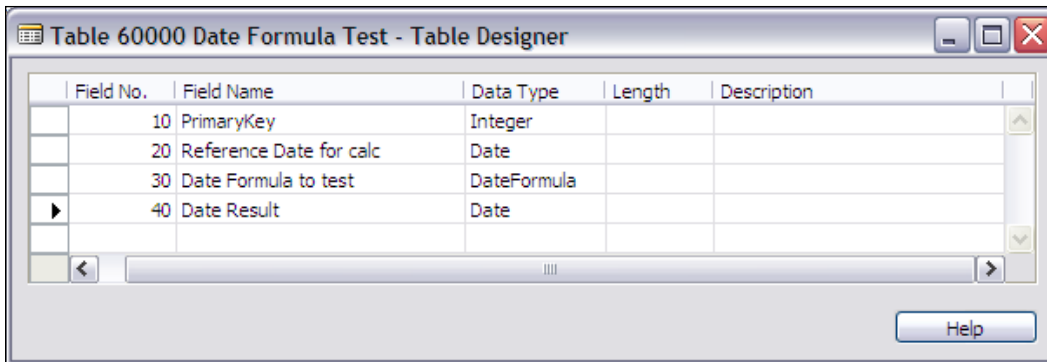 Table 60000 Date Formula Test - Table Designer
Field No. Field Name Data Type Length Description
10 PrimaryKey Integer
20 Reference Date for calc Date
30 Date Formula to test DateFormula
40 Date Result Date
Help